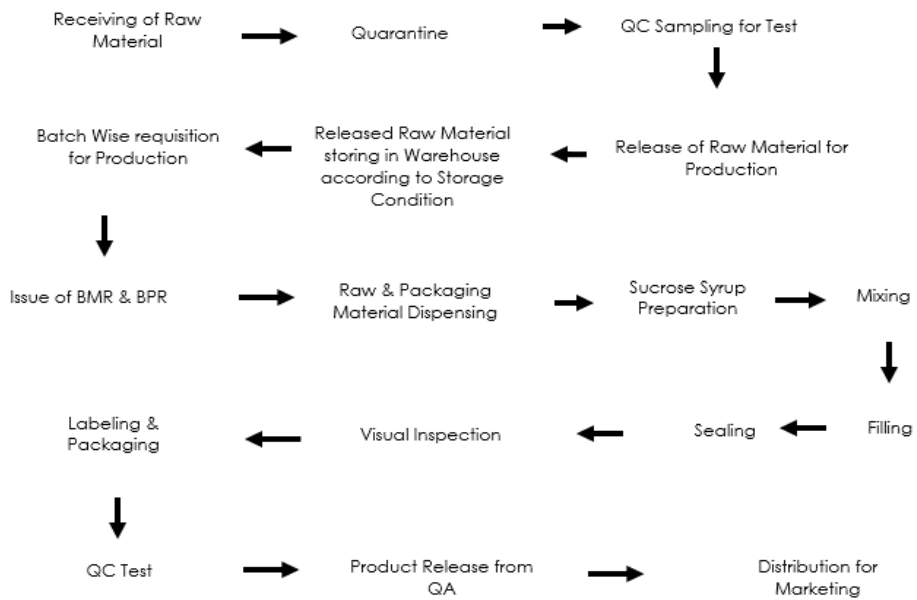 Receiving of Raw
Material
Quarantine
QC Sampling for Test
Batch Wise requisition
for Production
Released Raw Material
storing in Warehouse
according to Storage
Condition
Release of Raw Material for
Production
Issue of BMR & BPR
Raw & Packaging
Material Dispensing
Sucrose Syrup
Preparation
Mixing
Labeling &
Packaging
Visual Inspection
Sealing
Filling
QC Test
Product Release from
QA
Distribution for
Marketing